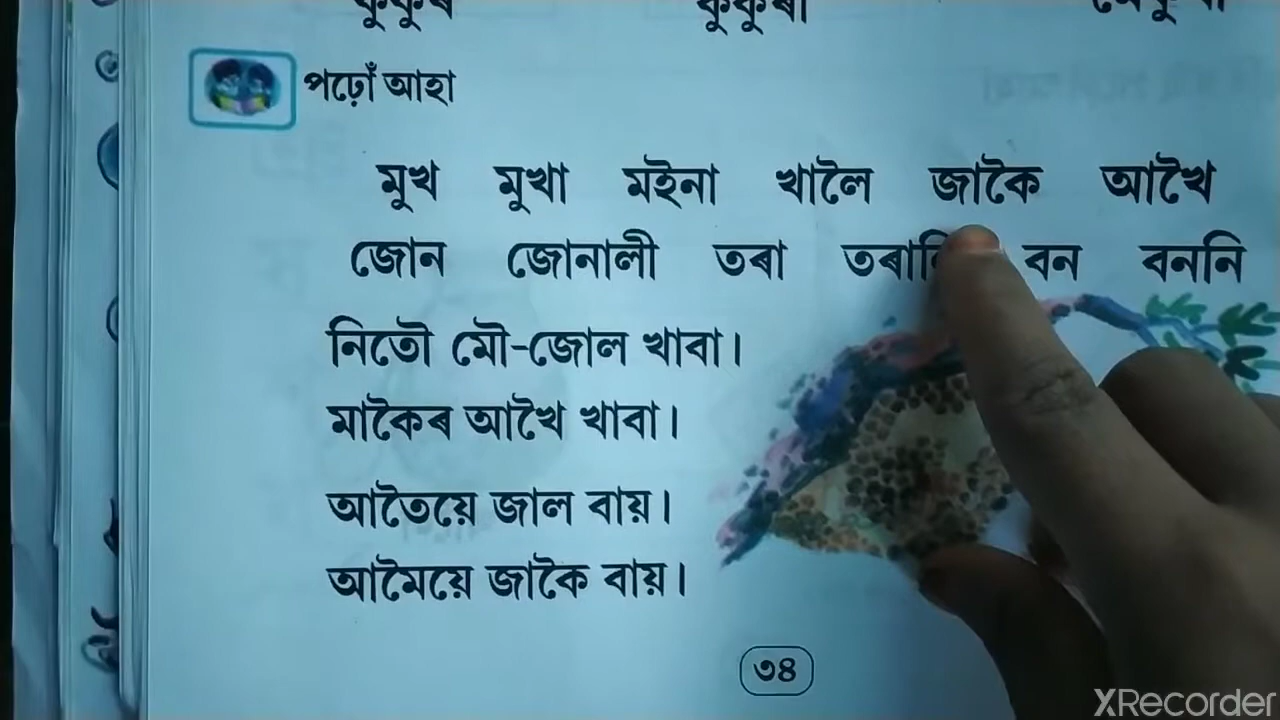 পঢ়োঁ আহা
মুখ মুখা মইনা খালৈ জাকৈ আখৈ
জোন জোনালী তৰা বন বননি
নিতৌ মৌ-জোল খাবা।
মাকৈৰ আখৈ খাবা।
আতৈয়ে জাল বায়।
আমৈয়ে জাকৈ বায়।
৩৪
XRecorder